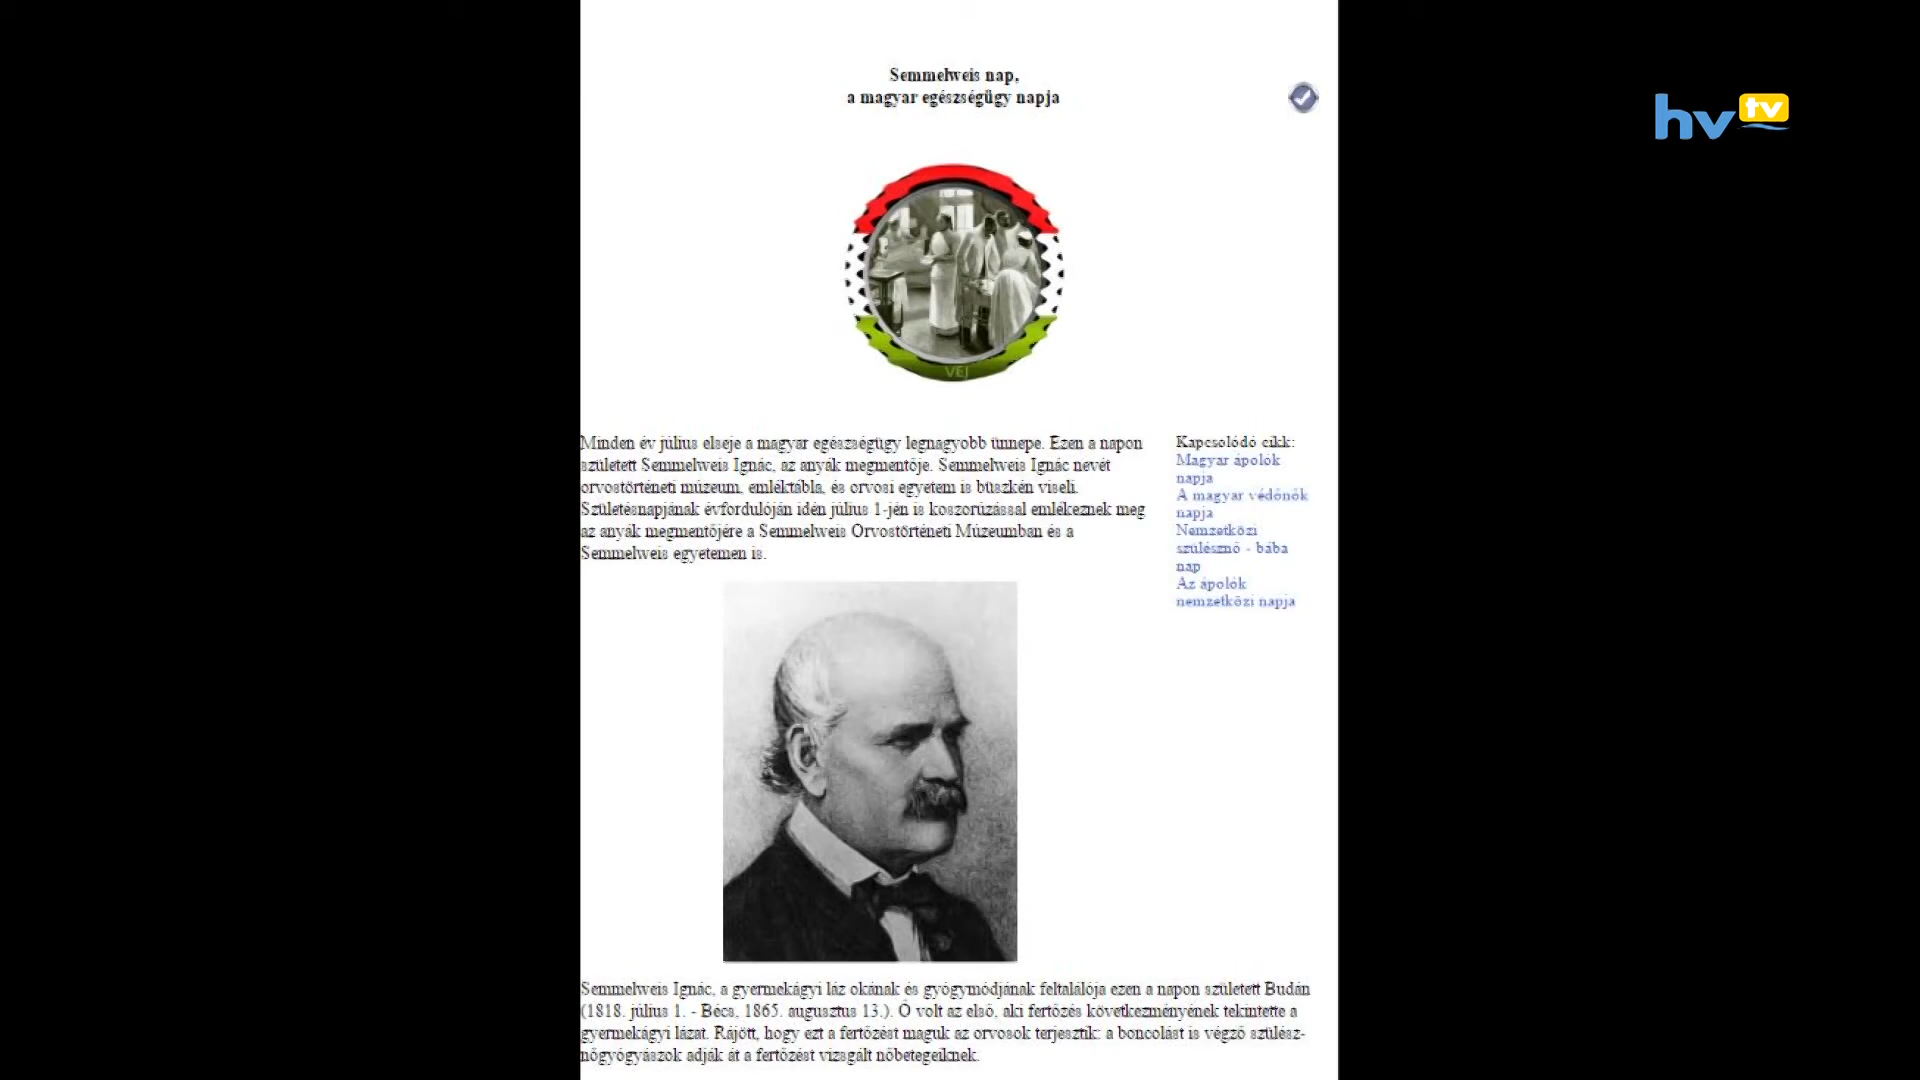 Semmelweis nap,
a magyar egészségügy napja
hv tv
VEJ
Minden év július elseje a magyar egészségügy legnagyobb ünnepe. Ezen a napon
született Semmelweis Ignác, az anyák megmentője. Semmelweis Ignác nevét
orvostörténeti múzeum, emléktábla, és orvosi egyetem is büszkén viseli.
Születésnapjának évfordulóján idén július 1-jén is koszorúzással emlékeznek meg
az anyák megmentőjére a Semmelweis Orvostörténeti Múzeumban és a
Semmelweis egyetemen is.
Kapcsolódó cikk:
Magyar ápolók
napja
A magyar védőnők
napja
Nemzetközi
szülésznő - bába
nap
Az ápolók
nemzetközi napja
Semmelweis Ignác, a gyermekágyi láz okának és gyógymódjának feltalálója ezen a napon született Budán
(1818. július 1. - Bécs, 1865. augusztus 13.). Ő volt az első, aki fertőzés következményének tekintette a
gyermekágyi lázat. Rájött, hogy ezt a fertőzést maguk az orvosok terjesztik: a boncolást is végző szülész-
nőgyógyászok adják át a fertőzést vizsgált nőbetegeiknek.